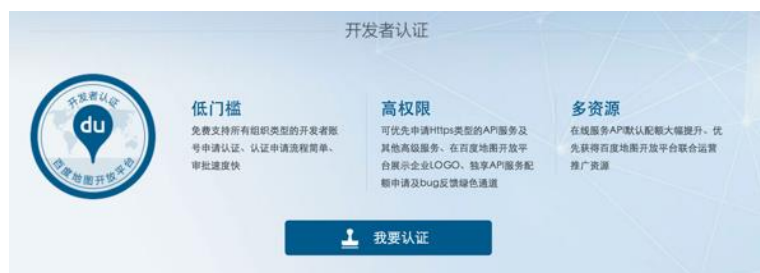 开发者认证
开发者认证
du
百度地图开放平台
低门槛
免费支持所有组织类型的开发者账
号申请认证、认证申请流程简单、
审批速度快
高权限
可优先申请Https类型的API服务及
其他高级服务、在百度地图开放平
台展示企业LOGO、独享API服务配
额申请及bug反馈绿色通道
多资源
在线服务API默认配额大幅提升、优
先获得百度地图开放平台联合运营
推广资源
我要认证